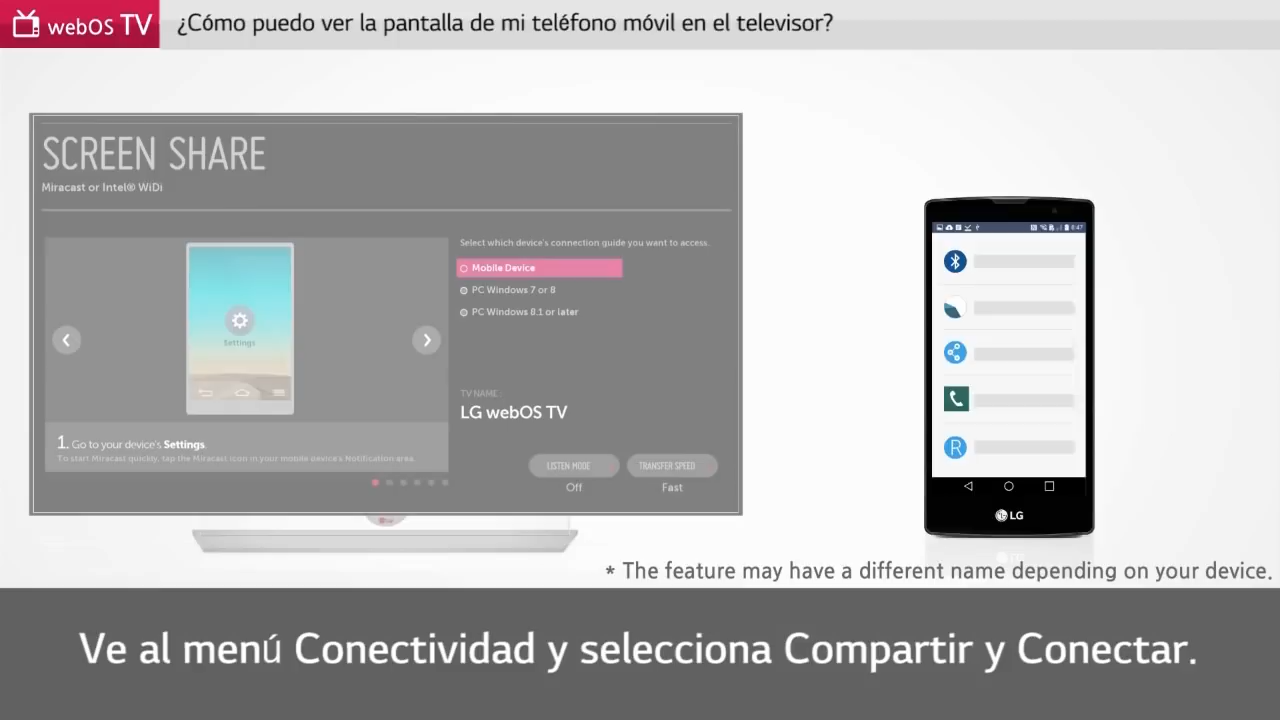 webOS TV
¿Cómo puedo ver la pantalla de mi teléfono móvil en el televisor?
SCREEN SHARE
Miracast or Intel® WiDi
Settings
1. Go to your device's Settings.
To start Miracast quickly, tap the Miracast icon in your mobile device's Notification area.
Select which device's connection guide you want to access.
Mobile Device
PC Windows 7 or 8
PC Windows 8.1 or later
TV NAME :
LG webOS TV
LISTEN MODE
TRANSFER SPEED
Off
Fast
6:47
R
LG
* The feature may have a different name depending on your device.
Ve al menú Conectividad y selecciona Compartir y Conectar.